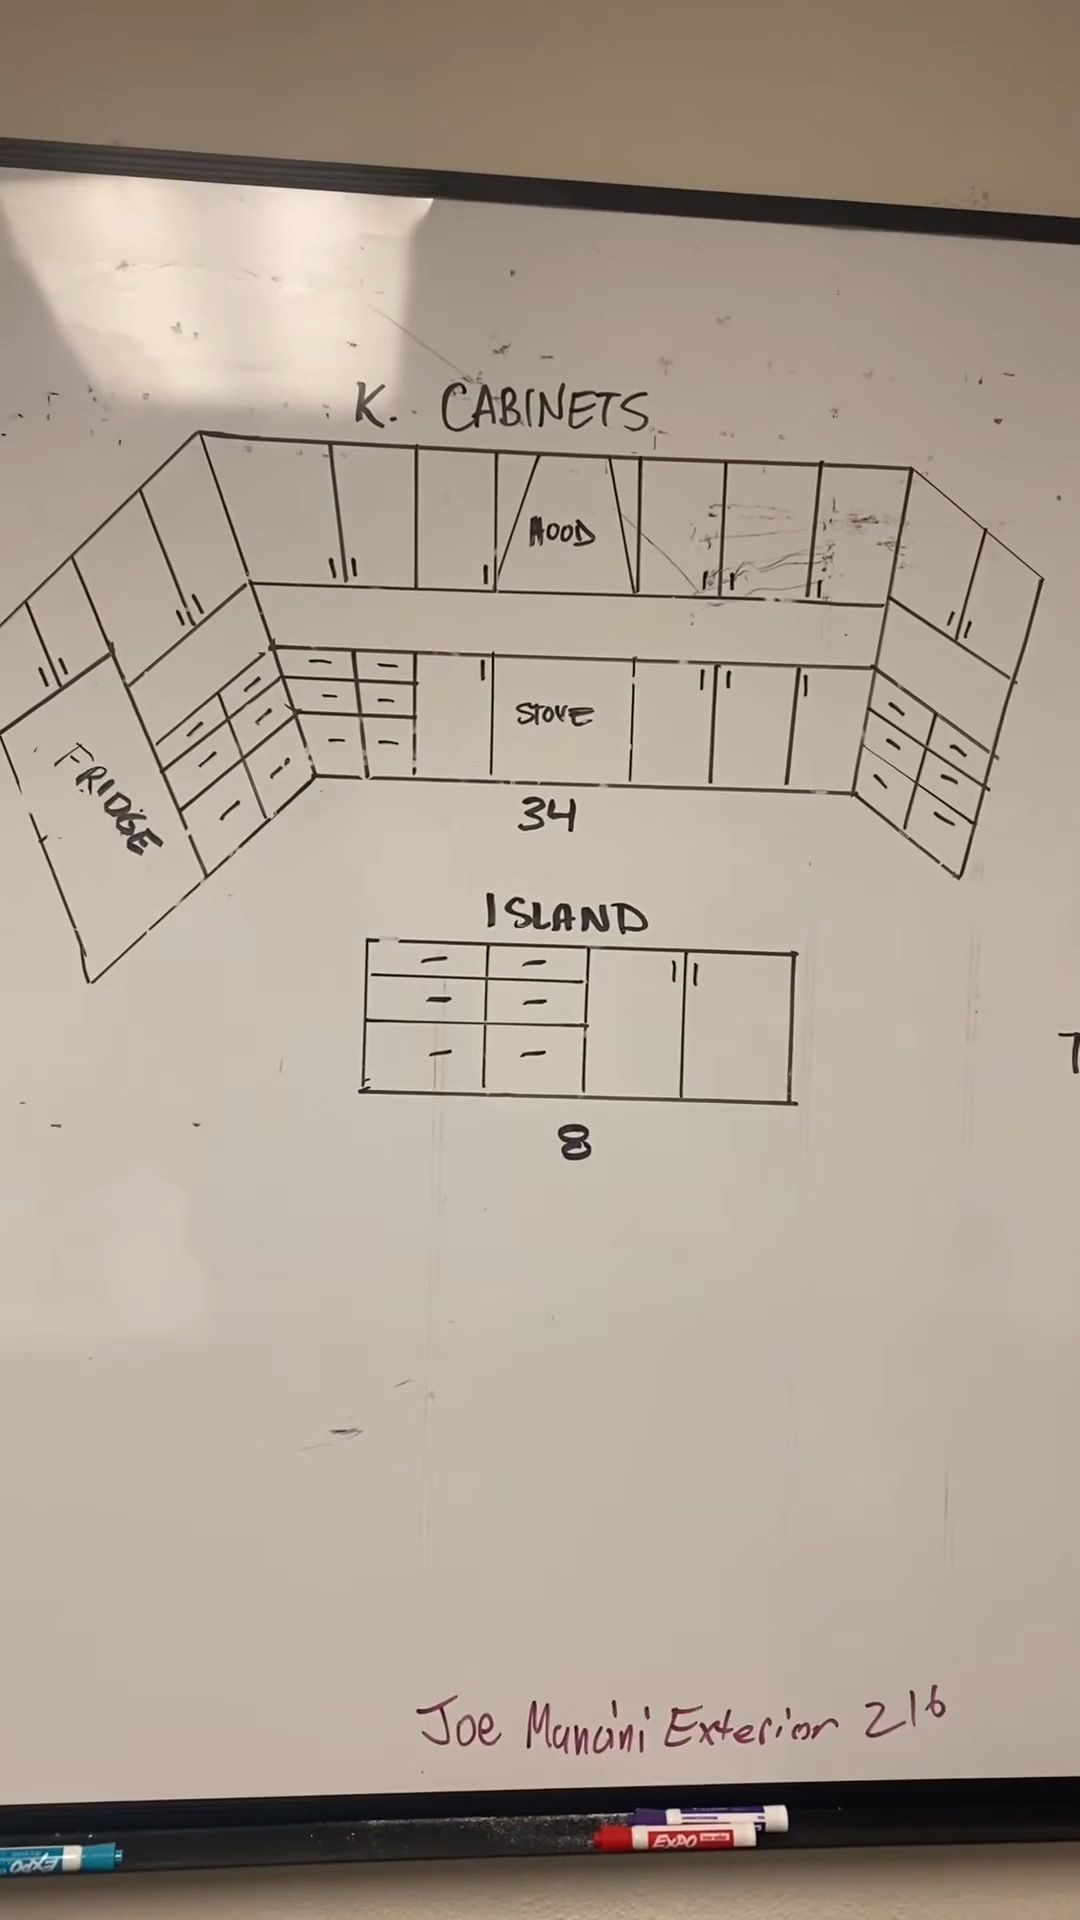 K. CABINETS
HOOD
STOVE
FRIDGE
34
ISLAND
8
T
Joe Mancini Exterior 216
EXPO
EXPO